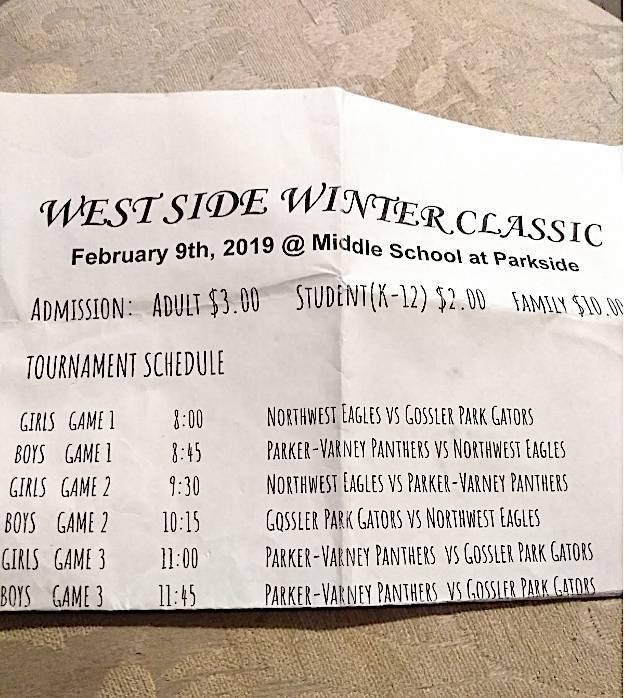 WEST SIDE WINTER CLASSIC
February 9th, 2019 @ Middle School at Parkside
ADMISSION: ADULT $3.00 STUDENT(K-12) $2.00 FAMILY $10.00
TOURNAMENT SCHEDULE
GIRLS GAME 1 8:00 NORTHWEST EAGLES VS GOSSLER PARK GATORS
BOYS GAME 1 8:45 PARKER-VARNEY PANTHERS VS NORTHWEST EAGLES
GIRLS GAME 2 9:30 NORTHWEST EAGLES VS PARKER-VARNEY PANTHERS
BOYS GAME 2 10:15 GOSSLER PARK GATORS VS NORTHWEST EAGLES
GIRLS GAME 3 11:00 PARKER-VARNEY PANTHERS VS GOSSLER PARK GATORS
BOYS GAME 3 11:45 PARKER-VARNEY PANTHERS VS GOSSLER PARK GATORS